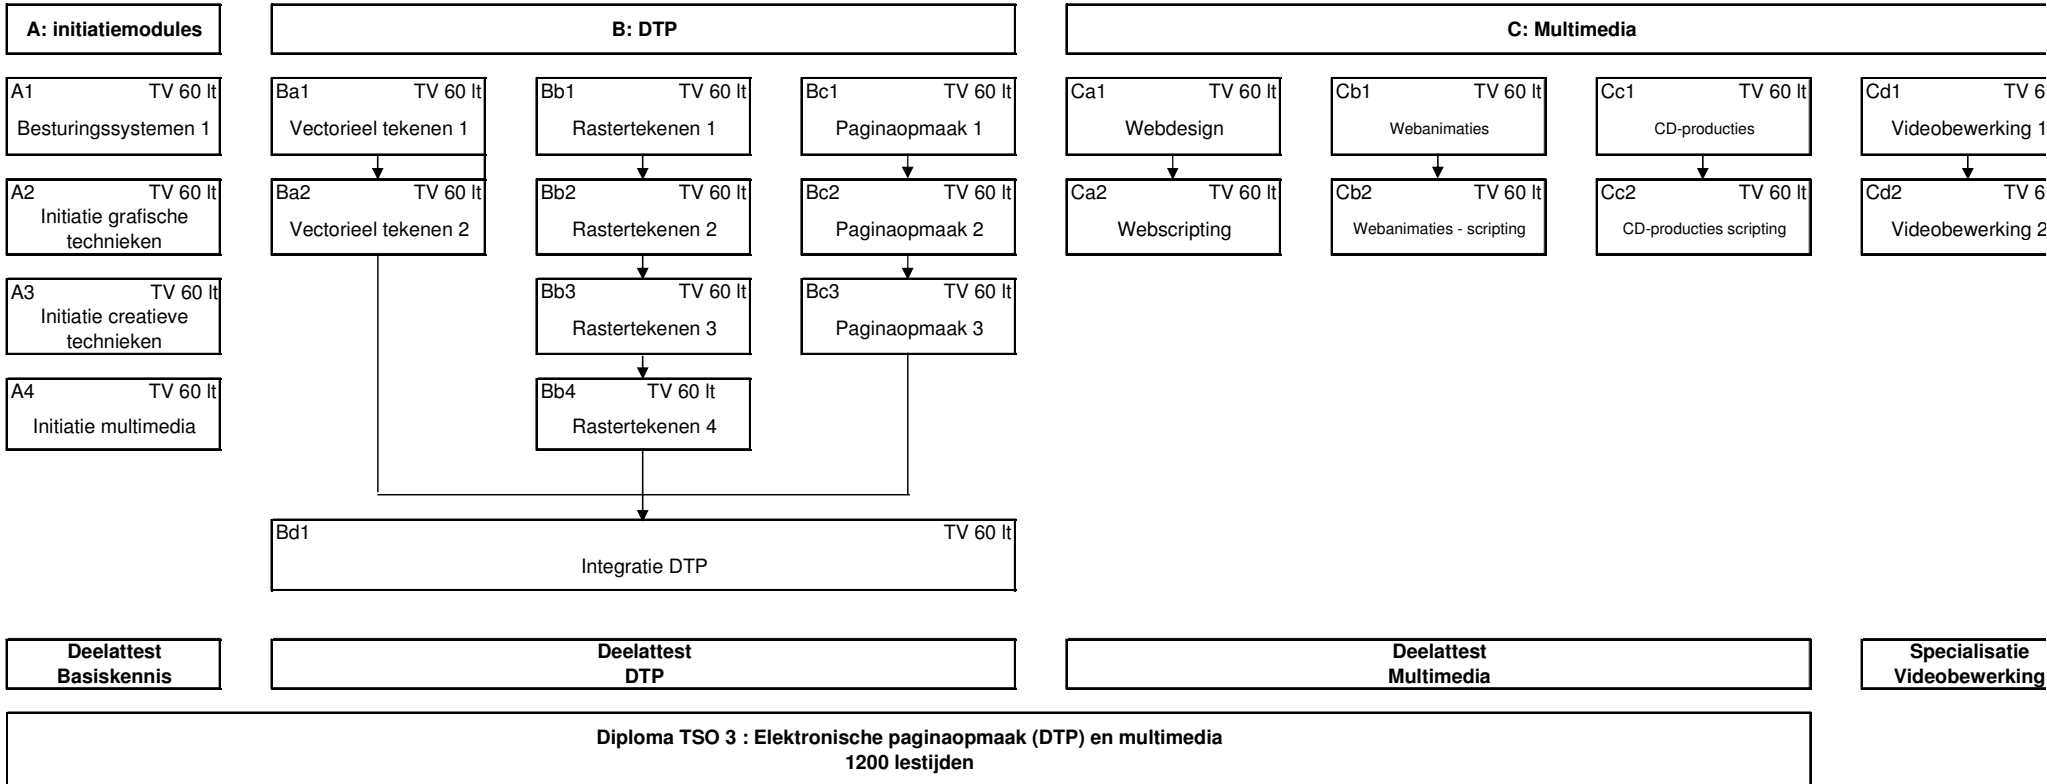 A: initiatiemodules
B: DTP
C: Multimedia
A1 TV 60 lt
Besturingssystemen 1
Ba1 TV 60 lt
Vectorieel tekenen 1
Bb1 TV 60 lt
Rastertekenen 1
Bc1 TV 60 lt
Paginaopmaak 1
Ca1 TV 60 lt
Webdesign
Cb1 TV 60 lt
Webanimaties
Cc1 TV 60 lt
CD-producties
Cd1 TV 6
Videobewerking 1
A2 TV 60 lt
Initiatie grafische
technieken
Ba2 TV 60 lt
Vectorieel tekenen 2
Bb2 TV 60 lt
Rastertekenen 2
Bc2 TV 60 lt
Paginaopmaak 2
Ca2 TV 60 lt
Webscripting
Cb2 TV 60 lt
Webanimaties - scripting
Cc2 TV 60 lt
CD-producties scripting
Cd2 TV 6
Videobewerking 2
A3 TV 60 lt
Initiatie creatieve
technieken
Bb3 TV 60 lt
Rastertekenen 3
Bc3 TV 60 lt
Paginaopmaak 3
A4 TV 60 lt
Initiatie multimedia
Bb4 TV 60 lt
Rastertekenen 4
Bd1 TV 60 lt
Integratie DTP
Deelattest
Basiskennis
Deelattest
DTP
Deelattest
Multimedia
Specialisatie
Videobewerking
Diploma TSO 3 : Elektronische paginaopmaak (DTP) en multimedia
1200 lestijden